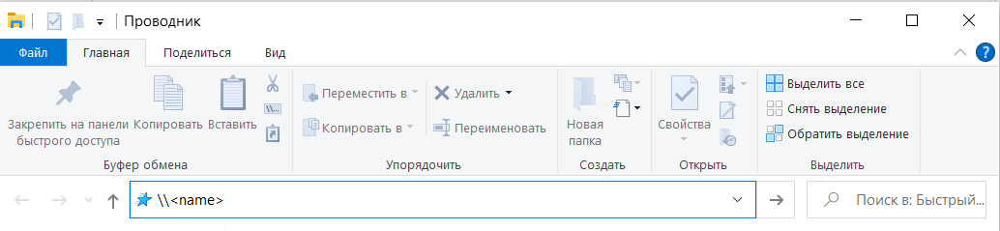 Проводник
Файл Главная Поделиться Вид
Закрепить на панели быстрого доступа
Копировать
Вставить
\\...
Буфер обмена
Переместить в
Копировать в
Удалить
Переименовать
Упорядочить
Новая папка
Создать
Свойства
Открыть
Выделить все
Снять выделение
Обратить выделение
Выделить
?
\\<name>
Поиск в: Быстрый...